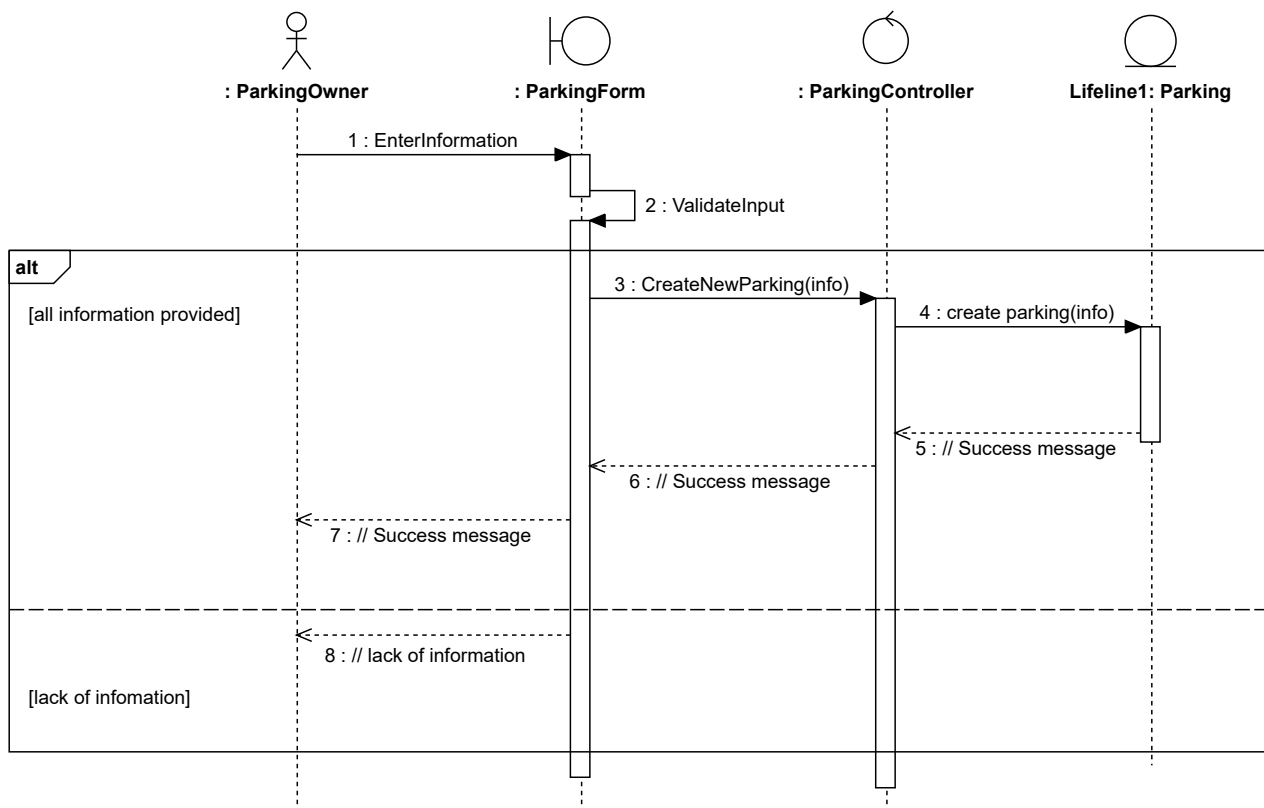 : ParkingOwner
: ParkingForm
: ParkingController
Lifeline1: Parking
1 : EnterInformation
2 : ValidateInput
alt
3 : CreateNewParking(info)
[all information provided]
4 : create parking(info)
5 : // Success message
6 : // Success message
7 : // Success message
8 : // lack of information
[lack of infomation]